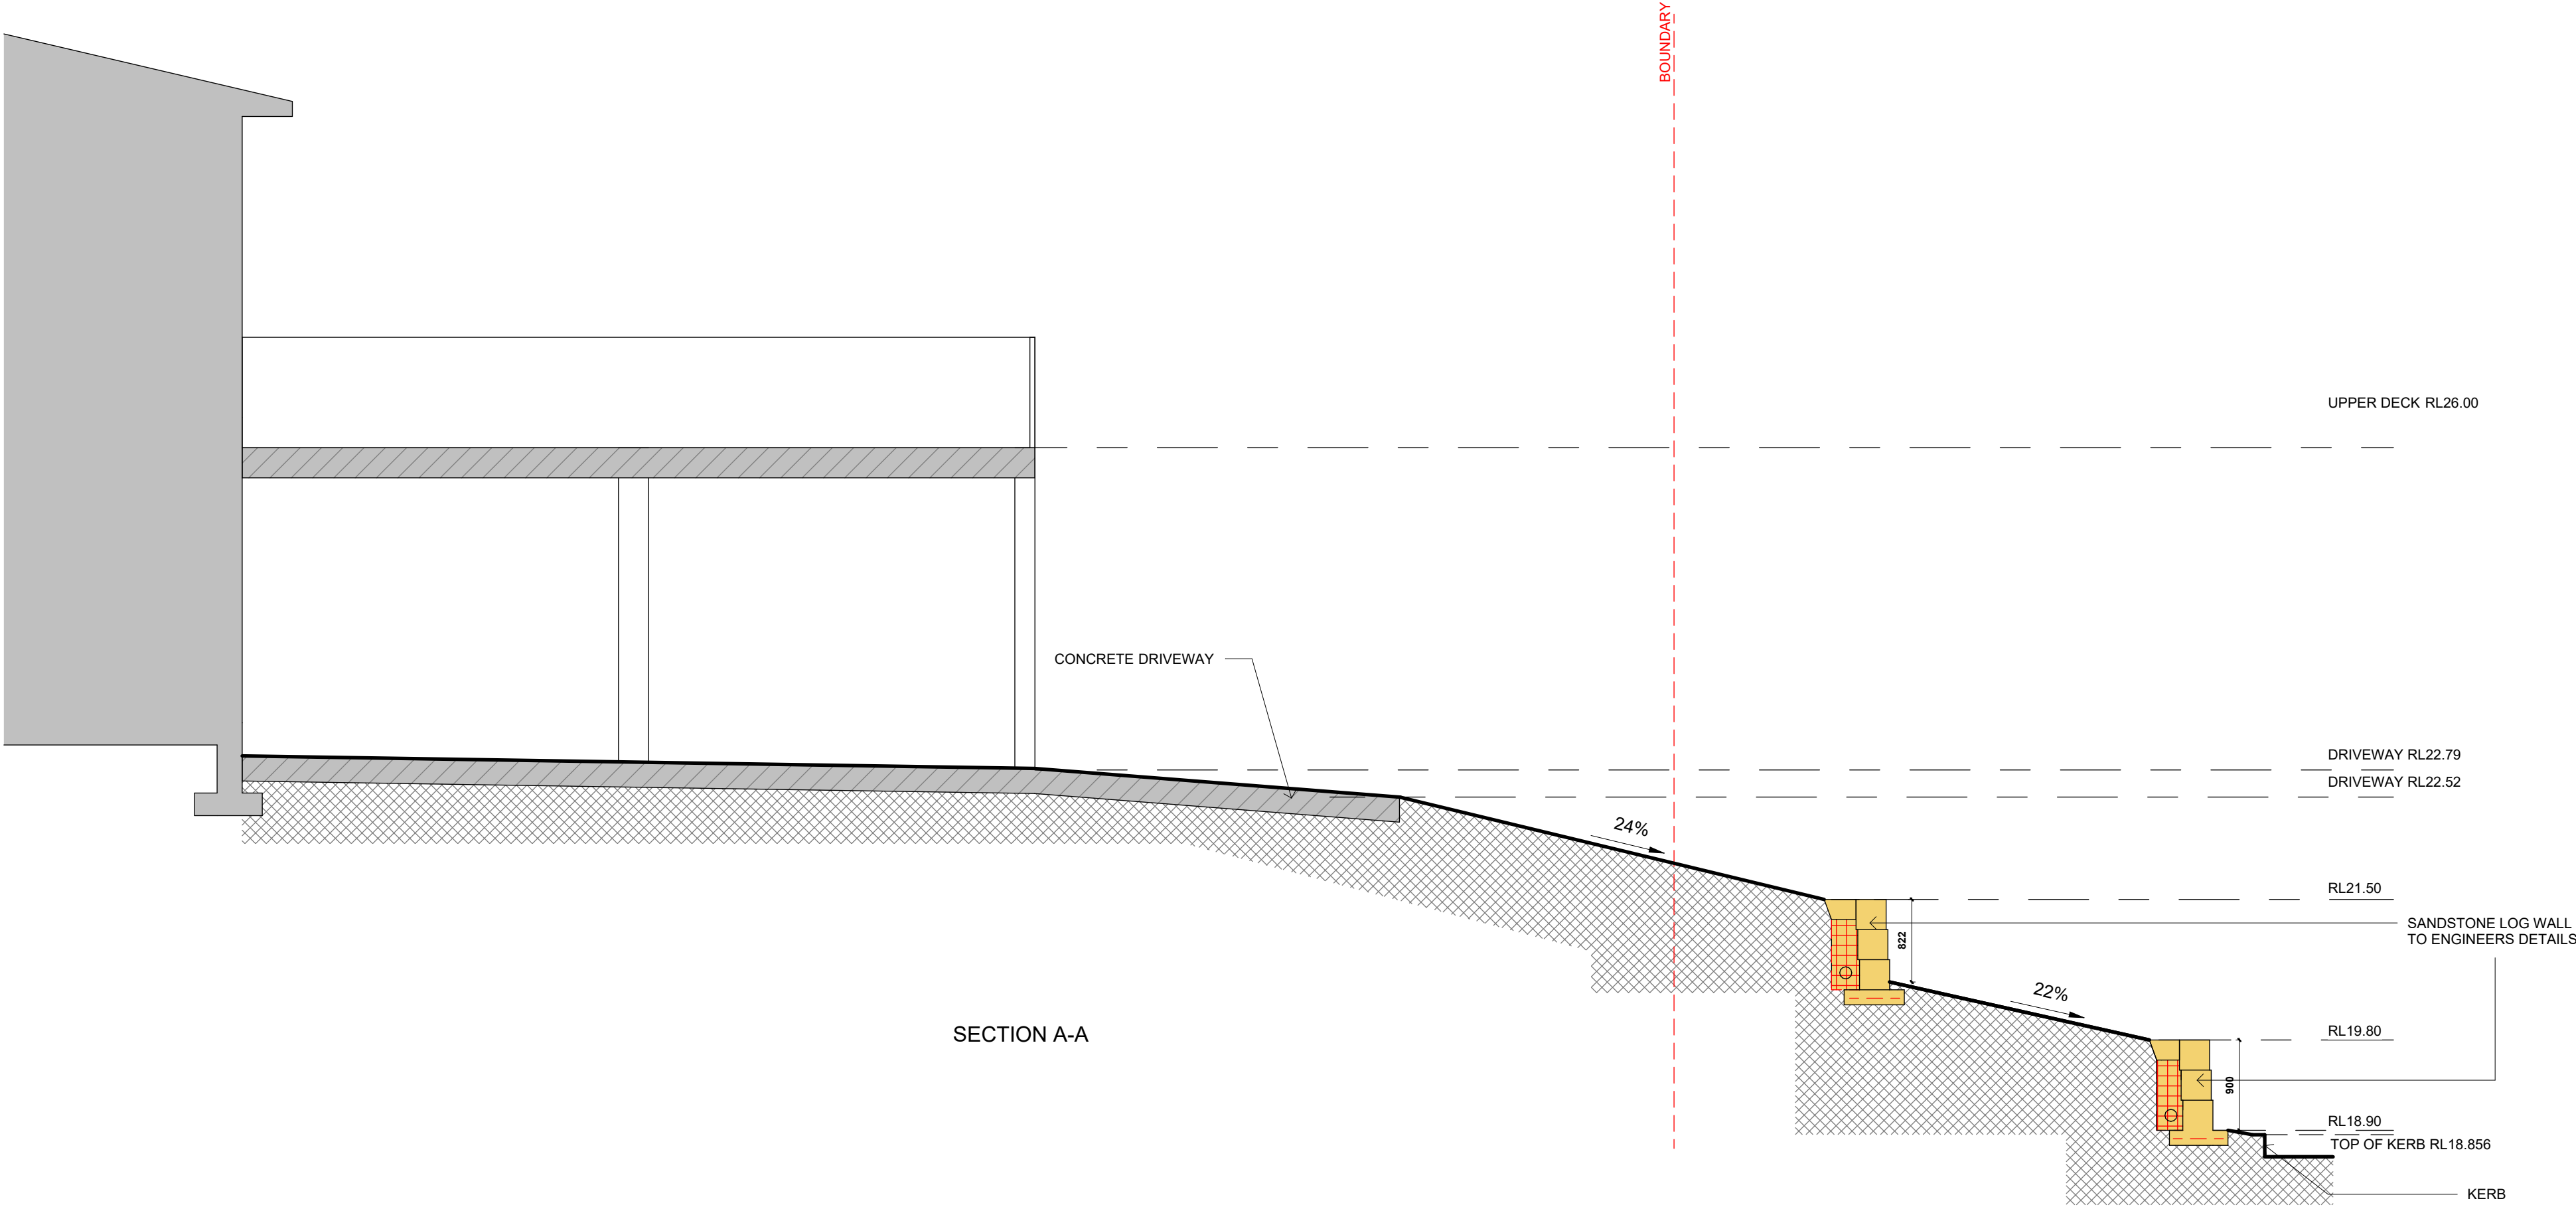 BOUNDARY
UPPER DECK RL26.00
CONCRETE DRIVEWAY
DRIVEWAY RL22.79
DRIVEWAY RL22.52
24%
RL21.50
SANDSTONE LOG WALL
TO ENGINEERS DETAILS
822
22%
SECTION A-A
RL19.80
900
RL18.90
TOP OF KERB RL18.856
KERB